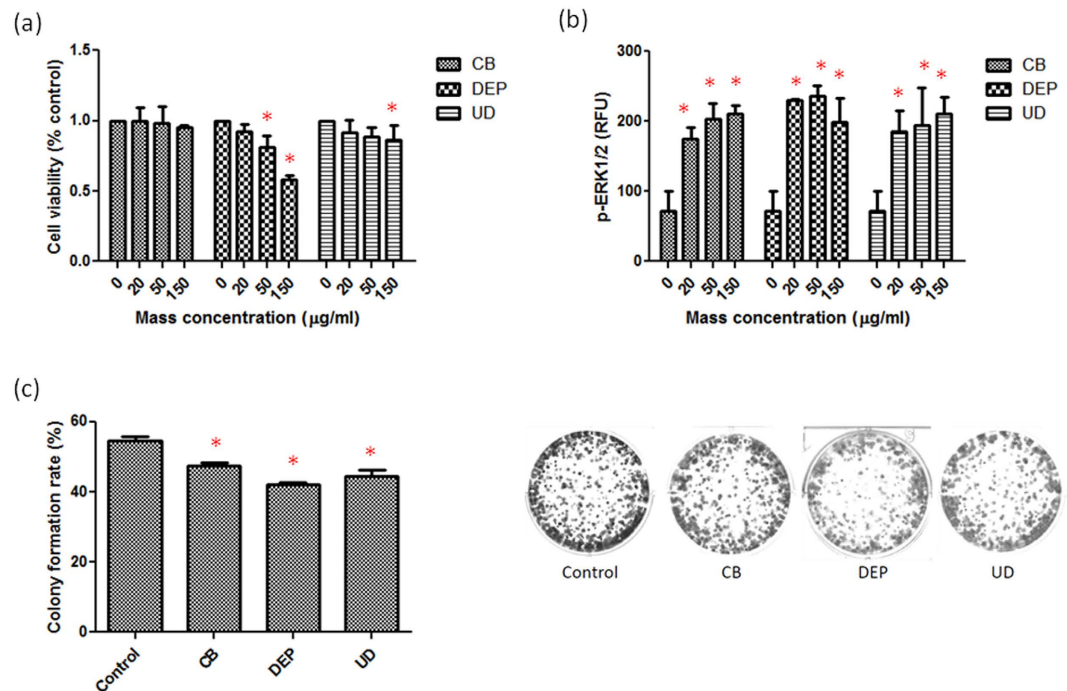 (a)
Cell viability (% control)
1.5
1.0
0.5
0.0
0 20 50 150 0 20 50 150 0 20 50 150
Mass concentration (μg/ml)
CB
DEP
UD
* * *
(b)
p-ERK1/2 (RFU)
300
200
100
0
0 20 50 150 0 20 50 150 0 20 50 150
Mass concentration (μg/ml)
CB
DEP
UD
* * * * * * * * *
(c)
Colony formation rate (%)
60
40
20
0
Control CB DEP UD
* * *
Control CB DEP UD